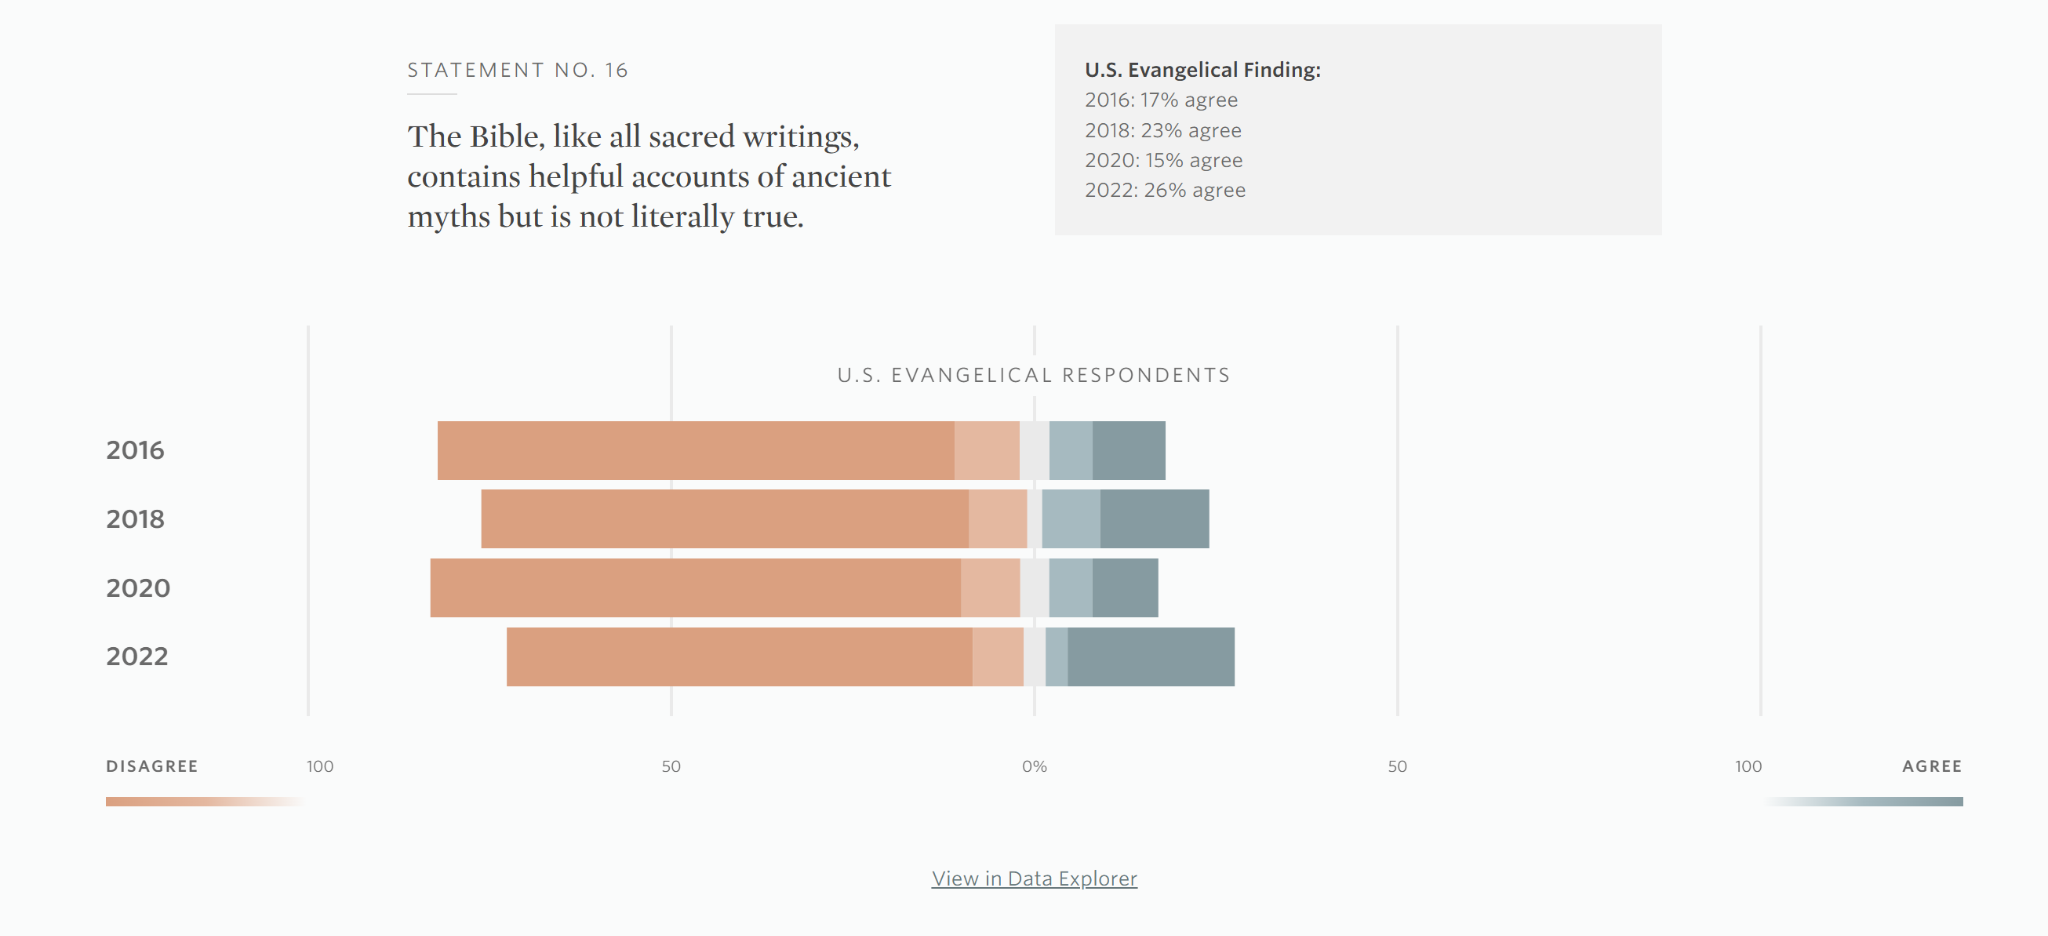 STATEMENT NO. 16
The Bible, like all sacred writings,
contains helpful accounts of ancient
myths but is not literally true.
U.S. Evangelical Finding:
2016: 17% agree
2018: 23% agree
2020: 15% agree
2022: 26% agree
U.S. EVANGELICAL RESPONDENTS
2016
2018
2020
2022
DISAGREE 100 50 0% 50 100 AGREE
View in Data Explorer